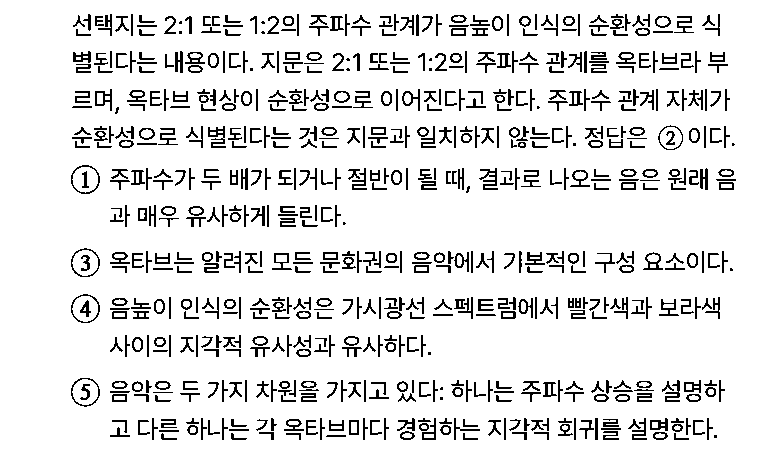 선택지는 2:1 또는 1:2의 주파수 관계가 음높이 인식의 순환성으로 식
별된다는 내용이다. 지문은 2:1 또는 1:2의 주파수 관계를 옥타브라 부
르며, 옥타브 현상이 순환성으로 이어진다고 한다. 주파수 관계 자체가
순환성으로 식별된다는 것은 지문과 일치하지 않는다. 정답은 ②이다.
① 주파수가 두 배가 되거나 절반이 될 때, 결과로 나오는 음은 원래 음
과 매우 유사하게 들린다.
③ 옥타브는 알려진 모든 문화권의 음악에서 기본적인 구성 요소이다.
④ 음높이 인식의 순환성은 가시광선 스펙트럼에서 빨간색과 보라색
사이의 지각적 유사성과 유사하다.
⑤ 음악은 두 가지 차원을 가지고 있다: 하나는 주파수 상승을 설명하
고 다른 하나는 각 옥타브마다 경험하는 지각적 회귀를 설명한다.